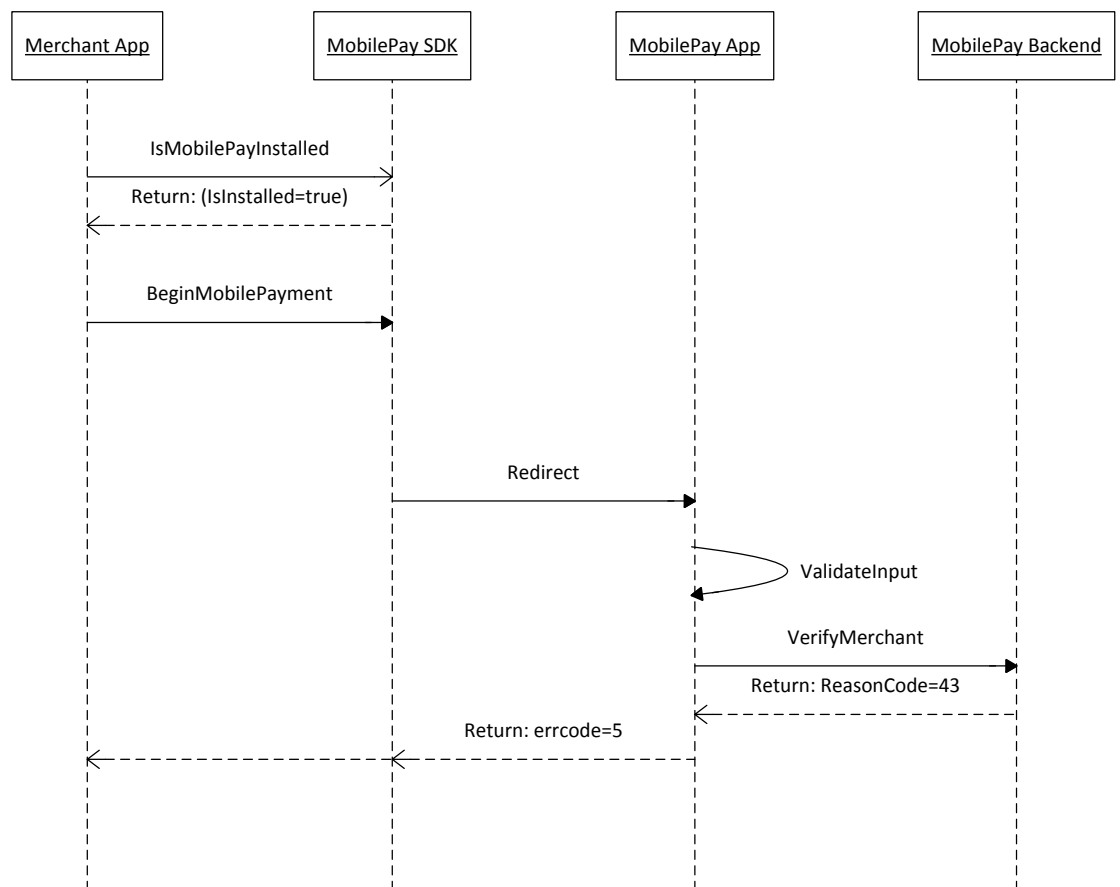 Merchant App
MobilePay SDK
MobilePay App
MobilePay Backend
IsMobilePayInstalled
Return: (IsInstalled=true)
BeginMobilePayment
Redirect
ValidateInput
VerifyMerchant
Return: ReasonCode=43
Return: errcode=5